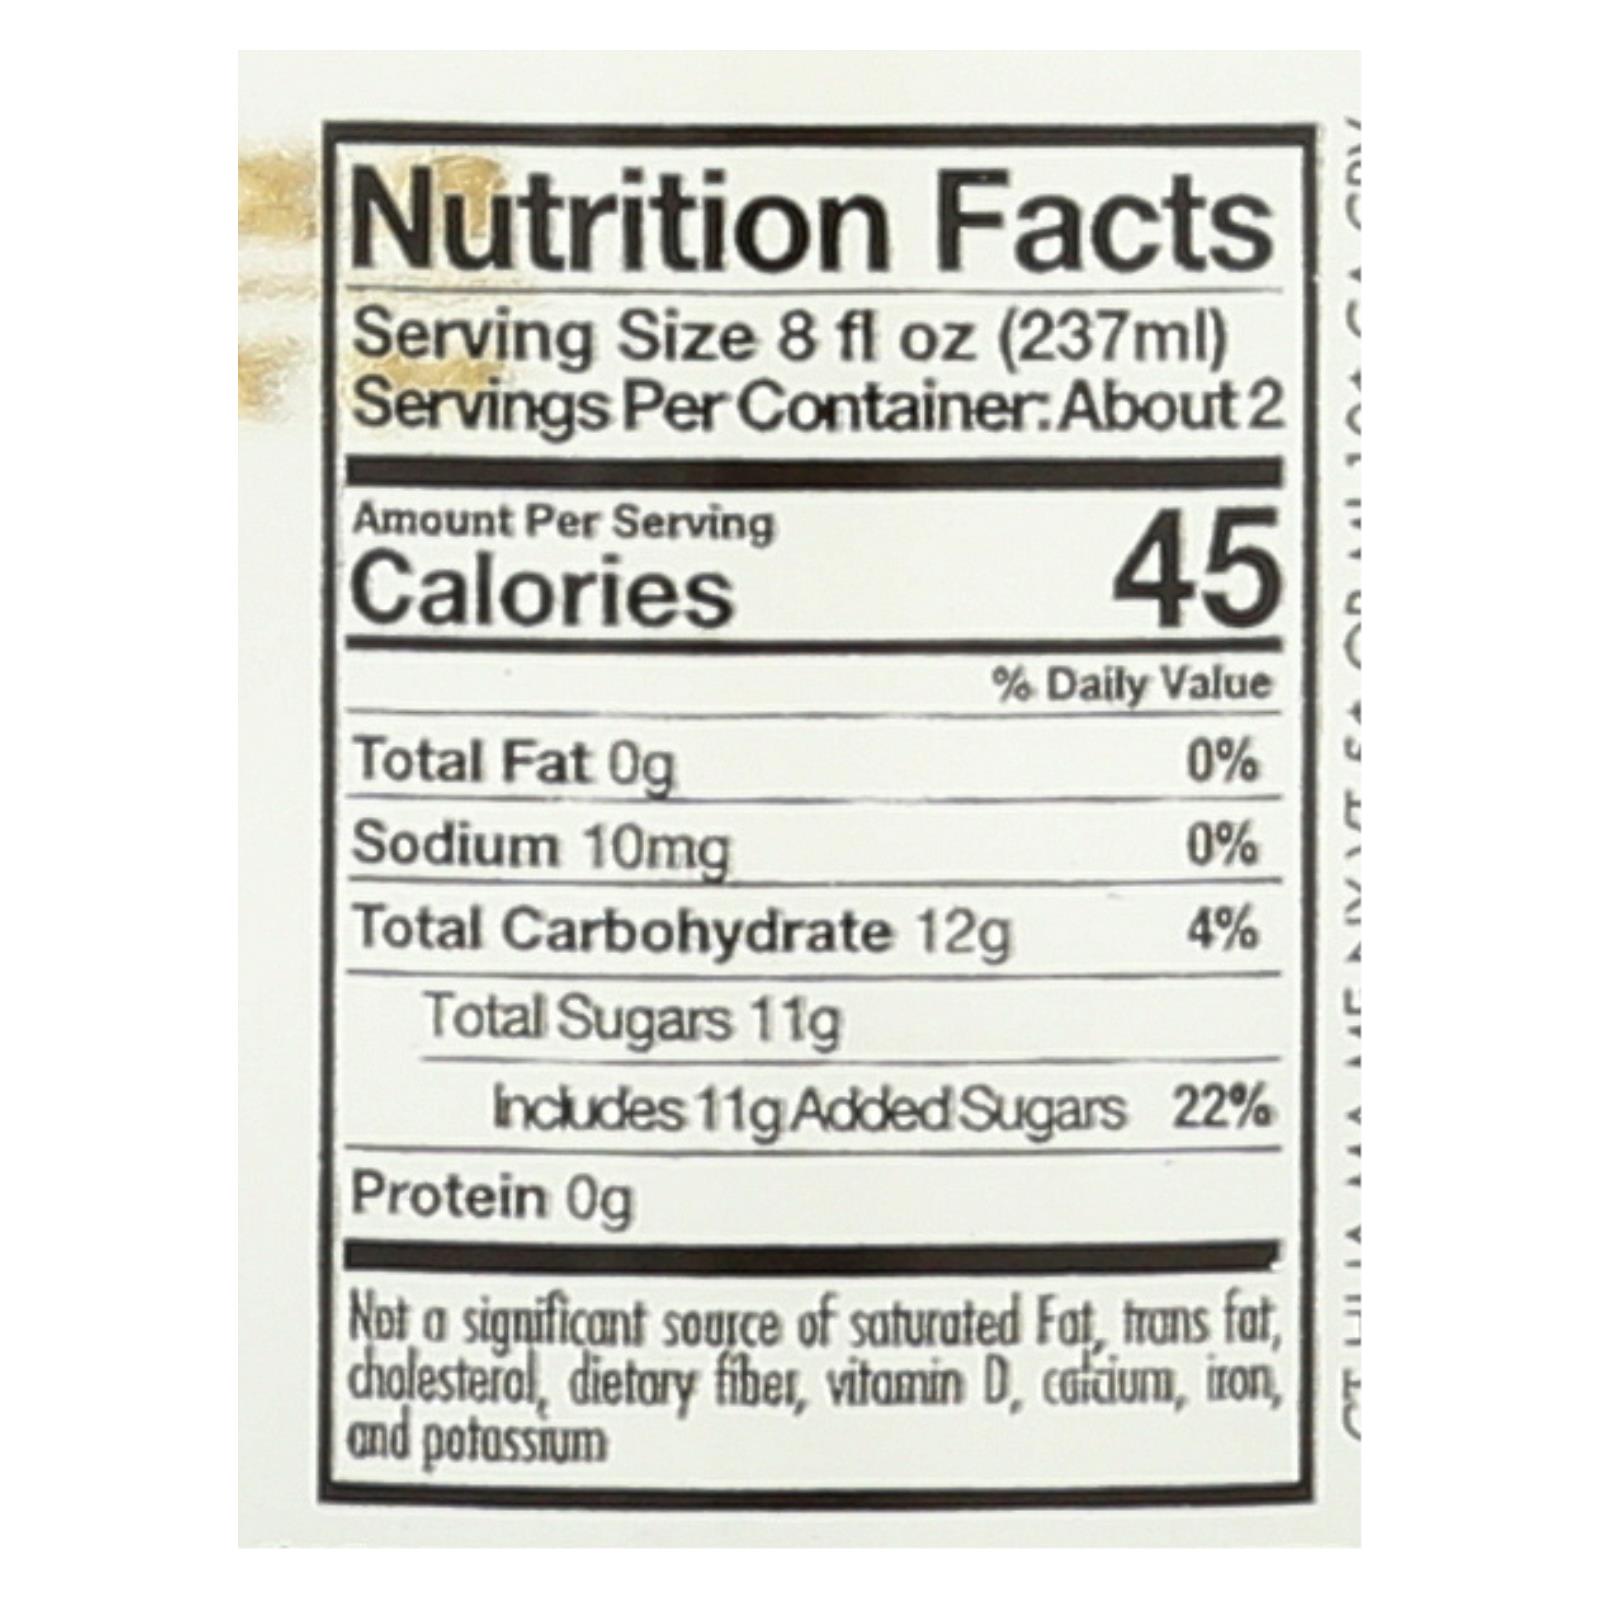 Nutrition Facts
Serving Size 8 fl oz (237ml)
Servings Per Container: About 2
Amount Per Serving
Calories 45
% Daily Value
Total Fat 0g 0%
Sodium 10mg 0%
Total Carbohydrate 12g 4%
Total Sugars 11g
Includes 11g Added Sugars 22%
Protein 0g
Not a significant source of saturated Fat, trans fat,
cholesterol, dietary fiber, vitamin D, calcium, iron,
and potassium